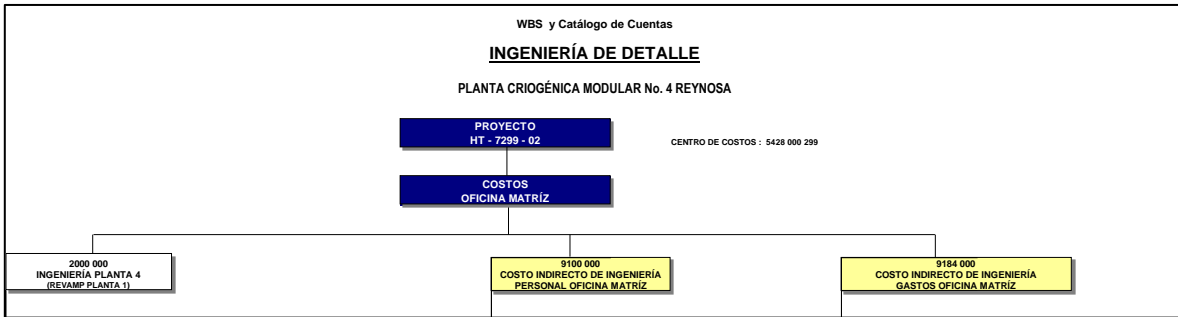 WBS y Catálogo de Cuentas
INGENIERÍA DE DETALLE
PLANTA CRIOGÉNICA MODULAR No. 4 REYNOSA
PROYECTO
HT - 7299 - 02
CENTRO DE COSTOS : 5428 000 299
COSTOS
OFICINA MATRÍZ
2000 000
INGENIERÍA PLANTA 4
(REVAMP PLANTA 1)
9100 000
COSTO INDIRECTO DE INGENIERÍA
PERSONAL OFICINA MATRÍZ
9184 000
COSTO INDIRECTO DE INGENIERÍA
GASTOS OFICINA MATRÍZ